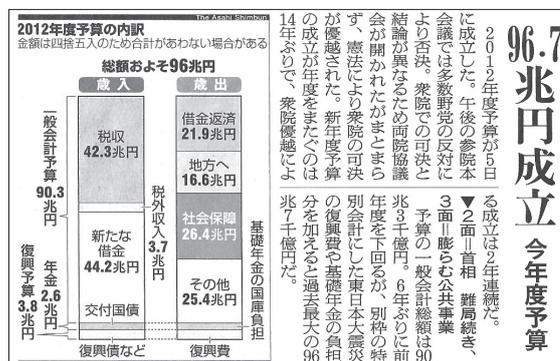 96.7兆円成立
今年度予算
2012年度予算が5日
に成立した。午後の参院本
会議では多数野党の反対に
より否決。衆院での可決と
結論が異なるため両院協議
会が開かれたがまとまら
ず、憲法により衆院の可決
が優越された。新年度予算
の成立が年度をまたぐのは
14年ぶりで、衆院優越によ
る成立は2年連続だ。
▼2面＝首相　難局続き、
3面＝膨らむ公共事業
予算の一般会計総額は90
兆3千億円。6年ぶりに前
年度を下回るが、別枠の特
別会計にした東日本大震災
の復興費や基礎年金の負担
分を加えると過去最大の96
兆7千億円だ。
The Asahi Shimbun
2012年度予算の内訳
金額は四捨五入のため合計があわない場合がある
総額およそ96兆円
歳入
歳出
一般会計予算90.3兆円
税収
42.3兆円
税外収入3.7兆円
新たな
借金
44.2兆円
年金2.6兆円
交付国債
復興予算3.8兆円
復興債など
借金返済
21.9兆円
地方へ
16.6兆円
社会保障
26.4兆円
その他
25.4兆円
基礎年金の国庫負担
復興費